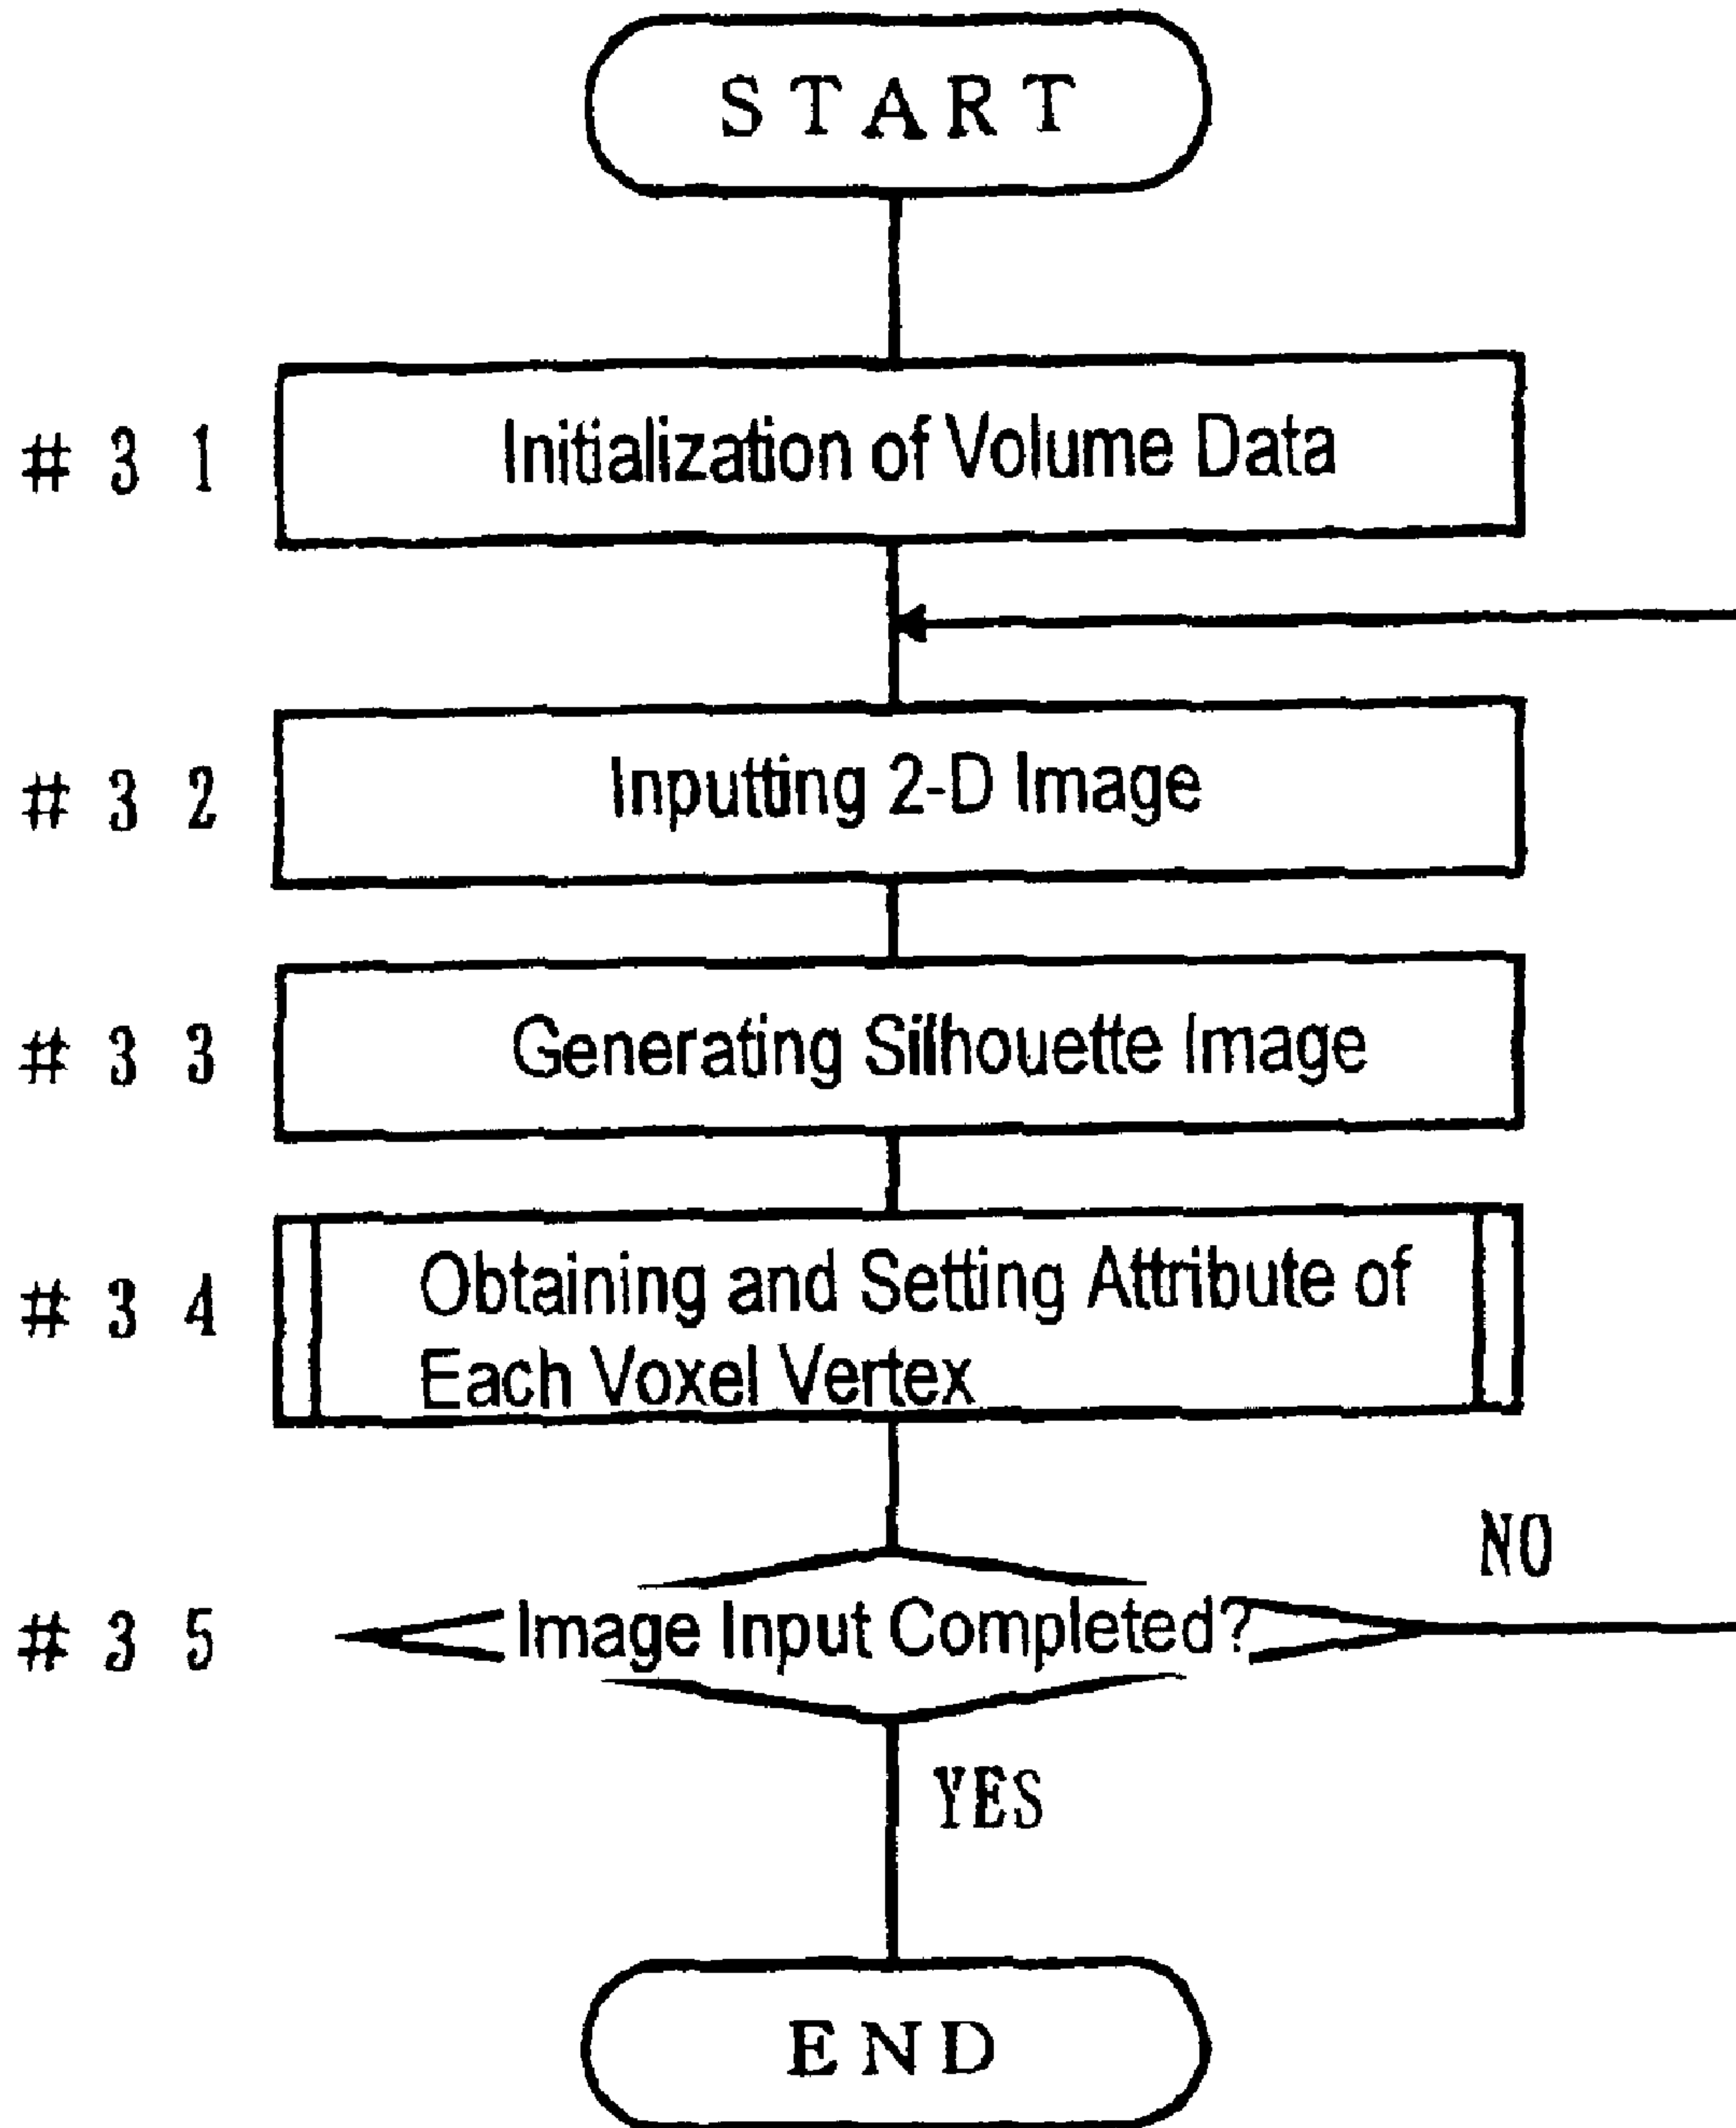 START
# 31 Initialization of Volume Data
# 32 Inputting 2-D Image
# 33 Generating Silhouette Image
# 34 Obtaining and Setting Attribute of
Each Voxel Vertex
NO
# 35 Image Input Completed?
YES
END